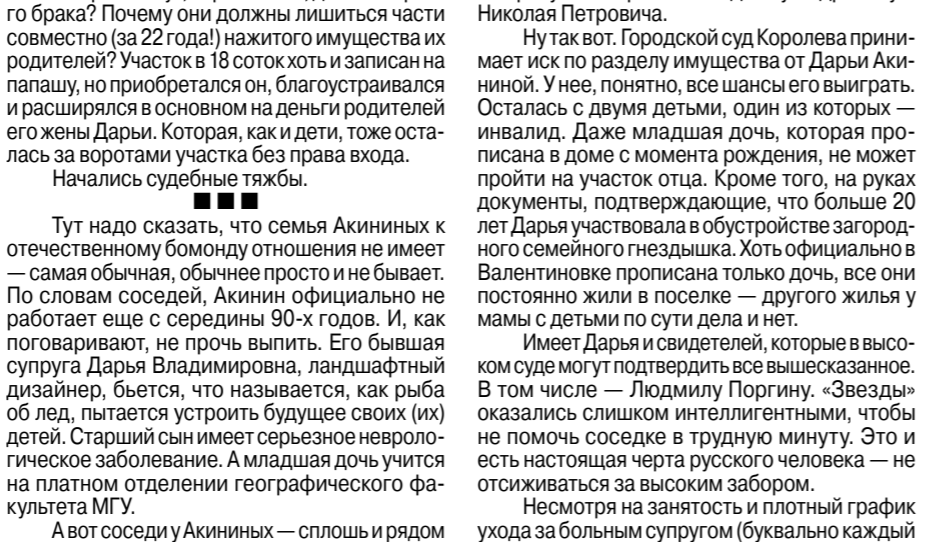 го брака? Почему они должны лишиться части
совместно (за 22 года!) нажитого имущества их
родителей? Участок в 18 соток хоть и записан на
папашу, но приобретался он, благоустраивался
и расширялся в основном на деньги родителей
его жены Дарьи. Которая, как и дети, тоже оста-
лась за воротами участка без права входа.
Начались судебные тяжбы.
■ ■ ■
Тут надо сказать, что семья Акининых к
отечественному бомонду отношения не имеет
— самая обычная, обычнее просто и не бывает.
По словам соседей, Акинин официально не
работает еще с середины 90-х годов. И, как
поговаривают, не прочь выпить. Его бывшая
супруга Дарья Владимировна, ландшафтный
дизайнер, бьется, что называется, как рыба
об лед, пытается устроить будущее своих (их)
детей. Старший сын имеет серьезное невроло-
гическое заболевание. А младшая дочь учится
на платном отделении географического фа-
культета МГУ.
А вот соседи у Акининых — сплошь и рядом
Николая Петровича.
Ну так вот. Городской суд Королева прини-
мает иск по разделу имущества от Дарьи Аки-
ниной. У нее, понятно, все шансы его выиграть.
Осталась с двумя детьми, один из которых —
инвалид. Даже младшая дочь, которая про-
писана в доме с момента рождения, не может
пройти на участок отца. Кроме того, на руках
документы, подтверждающие, что больше 20
лет Дарья участвовала в обустройстве загород-
ного семейного гнездышка. Хоть официально в
Валентиновке прописана только дочь, все они
постоянно жили в поселке — другого жилья у
мамы с детьми по сути дела и нет.
Имеет Дарья и свидетелей, которые в высо-
ком суде могут подтвердить все вышесказанное.
В том числе — Людмилу Поргину. «Звезды»
оказались слишком интеллигентными, чтобы
не помочь соседке в трудную минуту. Это и
есть настоящая черта русского человека — не
отсиживаться за высоким забором.
Несмотря на занятость и плотный график
ухода за больным супругом (буквально каждый